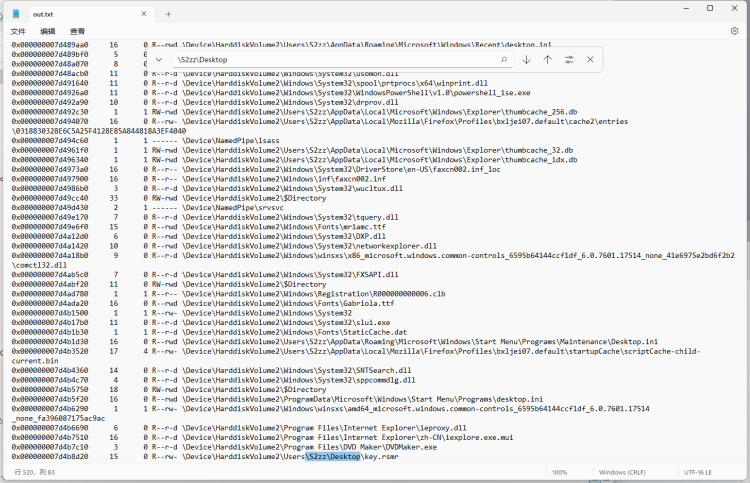 out.txt
文件 编辑 查看
\S2zz\Desktop
0x000000007d489aa0 16 0 R--rwd \Device\HarddiskVolume2\Users\S2zz\AppData\Roaming\Microsoft\Windows\Recent\desktop.ini
0x000000007d489bf0 5
0x000000007d48a070 8
0x000000007d48acb0 11 0 R--r-d \Device\HarddiskVolume2\Windows\System32\usbmon.dll
0x000000007d491640 11 0 R--r-d \Device\HarddiskVolume2\Windows\System32\spool\prtprocs\x64\winprint.dll
0x000000007d4926a0 11 0 R--r-d \Device\HarddiskVolume2\Windows\System32\WindowsPowerShell\v1.0\powershell_ise.exe
0x000000007d492a90 10 0 R--r-d \Device\HarddiskVolume2\Windows\System32\drprov.dll
0x000000007d492c30 1 1 RW-rwd \Device\HarddiskVolume2\Users\S2zz\AppData\Local\Microsoft\Windows\Explorer\thumbcache_256.db
0x000000007d494070 16 0 R--rw- \Device\HarddiskVolume2\Users\S2zz\AppData\Local\Mozilla\Firefox\Profiles\bxljei07.default\cache2\entries
\0318830328E6C5A25F4128E85A844818A3EF4040
0x000000007d494c60 1 1 ------ \Device\NamedPipe\lsass
0x000000007d4961f0 1 1 RW-rwd \Device\HarddiskVolume2\Users\S2zz\AppData\Local\Microsoft\Windows\Explorer\thumbcache_32.db
0x000000007d496340 1 1 RW-rwd \Device\HarddiskVolume2\Users\S2zz\AppData\Local\Microsoft\Windows\Explorer\thumbcache_idx.db
0x000000007d4973a0 16 0 R--r-- \Device\HarddiskVolume2\Windows\System32\DriverStore\en-US\faxcn002.inf_loc
0x000000007d497900 16 0 R--r-- \Device\HarddiskVolume2\Windows\inf\faxcn002.inf
0x000000007d4986b0 3 0 R--r-d \Device\HarddiskVolume2\Windows\System32\wucltux.dll
0x000000007d49cc40 33 0 RW-rwd \Device\HarddiskVolume2\$Directory
0x000000007d49d430 2 1 ------ \Device\NamedPipe\srvsvc
0x000000007d49e170 7 0 R--r-d \Device\HarddiskVolume2\Windows\System32\tquery.dll
0x000000007d49e6f0 15 0 R--rwd \Device\HarddiskVolume2\Windows\Fonts\mriamc.ttf
0x000000007d4a12d0 6 0 R--r-d \Device\HarddiskVolume2\Windows\System32\DXP.dll
0x000000007d4a1420 10 0 R--r-d \Device\HarddiskVolume2\Windows\System32\networkexplorer.dll
0x000000007d4a18b0 9 0 R--r-d \Device\HarddiskVolume2\Windows\winsxs\x86_microsoft.windows.common-controls_6595b64144ccf1df_6.0.7601.17514_none_41e6975e2bd6f2b2
\comctl32.dll
0x000000007d4ab5c0 7 0 R--r-d \Device\HarddiskVolume2\Windows\System32\FXSAPI.dll
0x000000007d4abf20 11 0 RW-rwd \Device\HarddiskVolume2\$Directory
0x000000007d4ad780 1 1 R--r-- \Device\HarddiskVolume2\Windows\Registration\R000000000006.clb
0x000000007d4ada20 16 0 R--rwd \Device\HarddiskVolume2\Windows\Fonts\Gabriola.ttf
0x000000007d4b1500 1 1 R--rwd \Device\HarddiskVolume2\Windows\System32
0x000000007d4b17b0 11 0 R--r-d \Device\HarddiskVolume2\Windows\System32\slui.exe
0x000000007d4b1b30 1 1 R--rwd \Device\HarddiskVolume2\Windows\Fonts\StaticCache.dat
0x000000007d4b1d30 16 0 R--rwd \Device\HarddiskVolume2\Users\S2zz\AppData\Roaming\Microsoft\Windows\Start Menu\Programs\Maintenance\Desktop.ini
0x000000007d4b3520 17 4 R--rwd \Device\HarddiskVolume2\Users\S2zz\AppData\Local\Mozilla\Firefox\Profiles\bxljei07.default\startupCache\scriptCache-child-
current.bin
0x000000007d4b4360 14 0 R--r-d \Device\HarddiskVolume2\Windows\System32\SNTSearch.dll
0x000000007d4b4c70 4 0 R--r-d \Device\HarddiskVolume2\Windows\System32\sppcommdlg.dll
0x000000007d4b5750 18 0 RW-rwd \Device\HarddiskVolume2\$Directory
0x000000007d4b5f20 16 0 R--rwd \Device\HarddiskVolume2\ProgramData\Microsoft\Windows\Start Menu\Programs\desktop.ini
0x000000007d4b6290 1 1 R--rw- \Device\HarddiskVolume2\Windows\winsxs\amd64_microsoft.windows.common-controls_6595b64144ccf1df_6.0.7601.17514
_none_fa396087175ac9ac
0x000000007d4b6690 6 0 R--r-d \Device\HarddiskVolume2\Program Files\Internet Explorer\ieproxy.dll
0x000000007d4b7510 16 0 R--r-d \Device\HarddiskVolume2\Program Files\Internet Explorer\zh-CN\iexplore.exe.mui
0x000000007d4b7c10 3 0 R--r-d \Device\HarddiskVolume2\Program Files\DVD Maker\DVDMaker.exe
0x000000007d4b8d20 15 0 R--rw- \Device\HarddiskVolume2\Users\S2zz\Desktop\key.rsmr
行 520，列 83 100% Windows (CRLF) UTF-16 LE